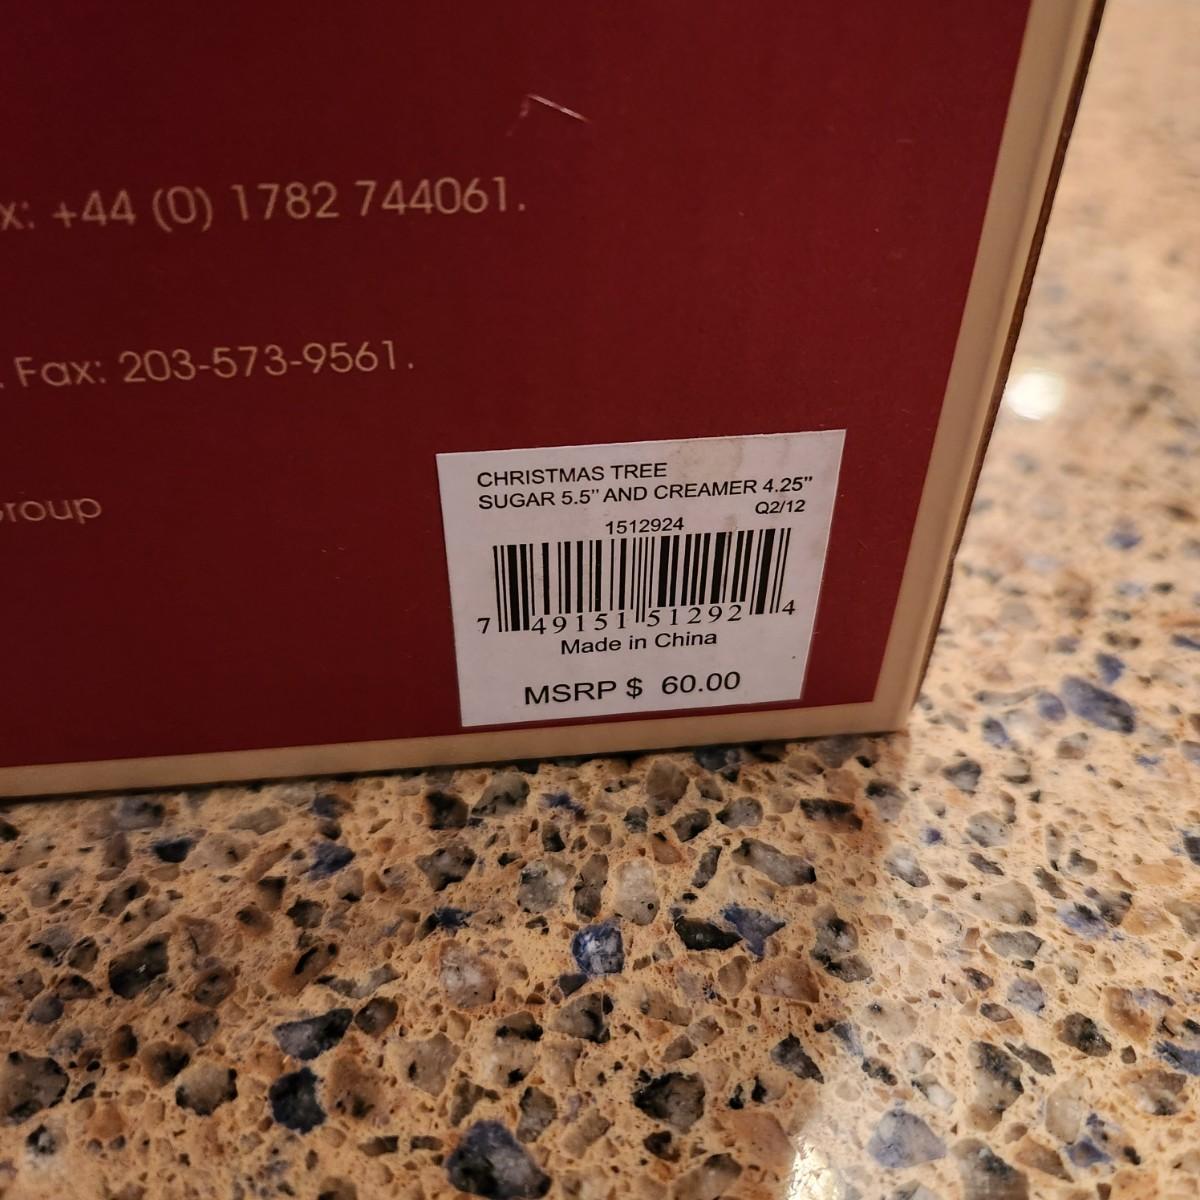 x: +44 (0) 1782 744061.
. Fax: 203-573-9561.
Group
CHRISTMAS TREE
SUGAR 5.5" AND CREAMER 4.25"
Q2/12
1512924
7 49151 51292 4
Made in China
MSRP $ 60.00